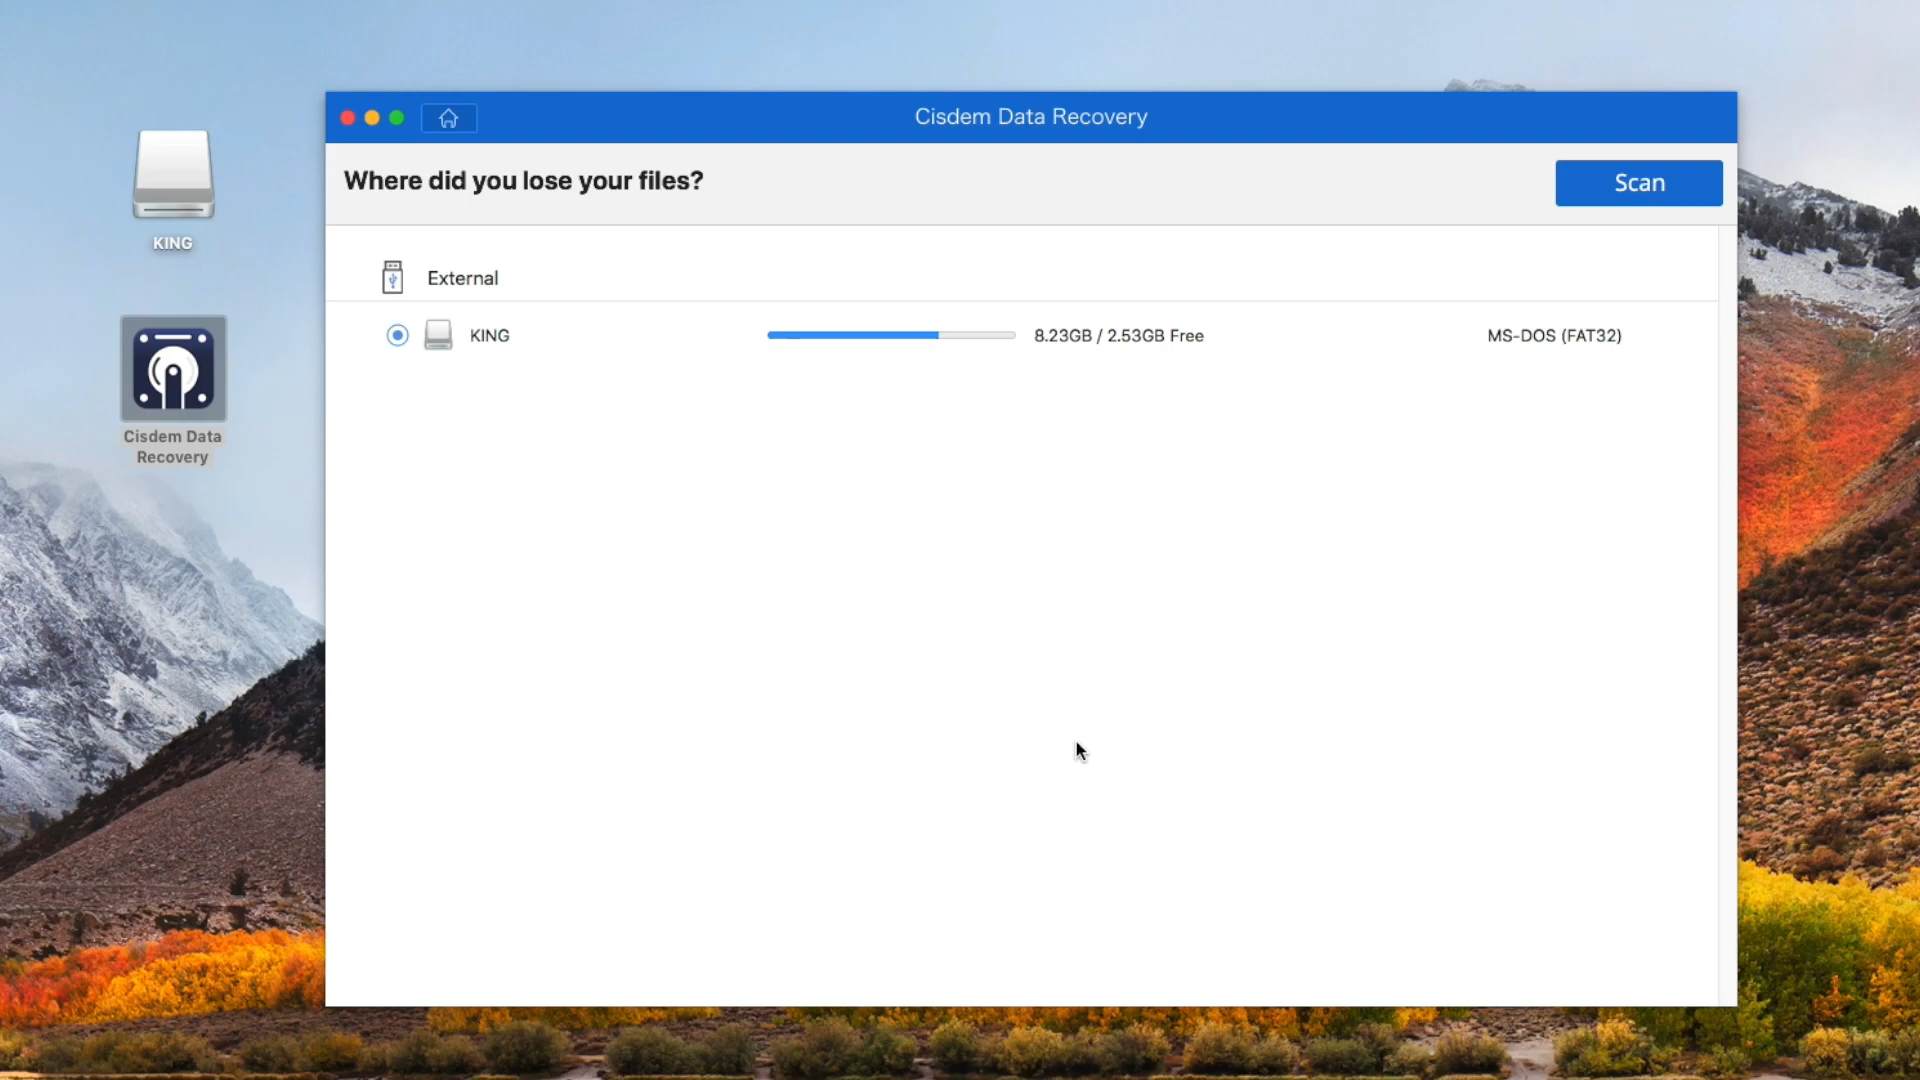 Cisdem Data Recovery
Where did you lose your files?
Scan
KING
External
KING
8.23GB / 2.53GB Free
MS-DOS (FAT32)
Cisdem Data
Recovery